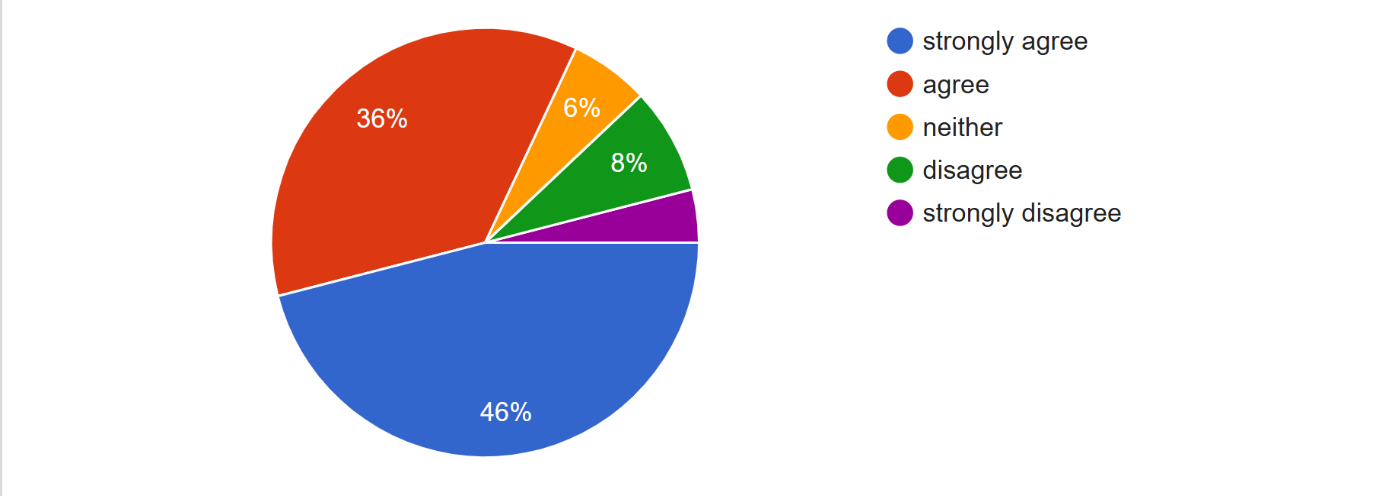 36%
6%
8%
46%
strongly agree
agree
neither
disagree
strongly disagree